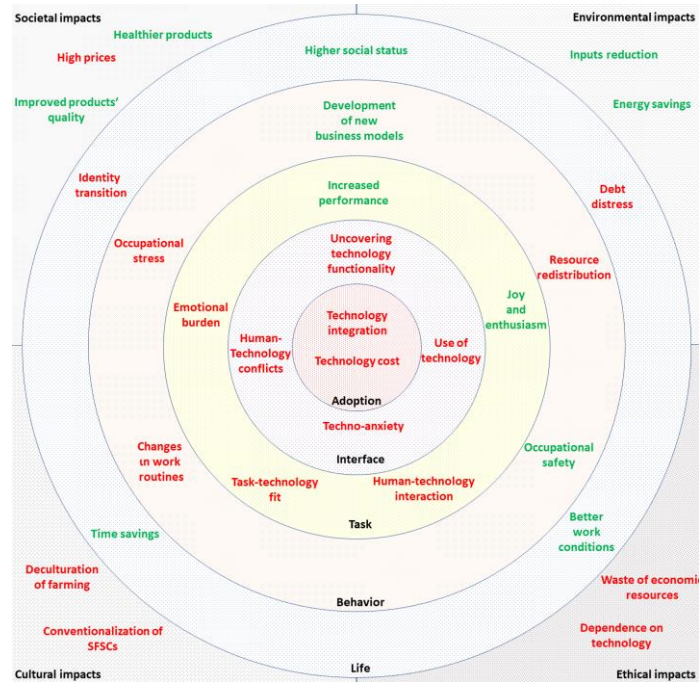 Societal impacts
Environmental impacts
Healthier products
High prices
Higher social status
Inputs reduction
Improved products'
quality
Energy savings
Development
of new
business models
Identity
transition
Increased
performance
Debt
distress
Occupational
stress
Uncovering
technology
functionality
Resource
redistribution
Emotional
burden
Joy
and
enthusiasm
Technology
integration
Human-
Technology
conflicts
Use of
technology
Technology cost
Adoption
Techno-anxiety
Interface
Changes
in work
routines
Occupational
safety
Task-technology
fit
Human-technology
interaction
Task
Time savings
Better
work
conditions
Deculturation
of farming
Waste of economic
resources
Behavior
Conventionalization of
SFSCs
Dependence on
technology
Life
Cultural impacts
Ethical impacts